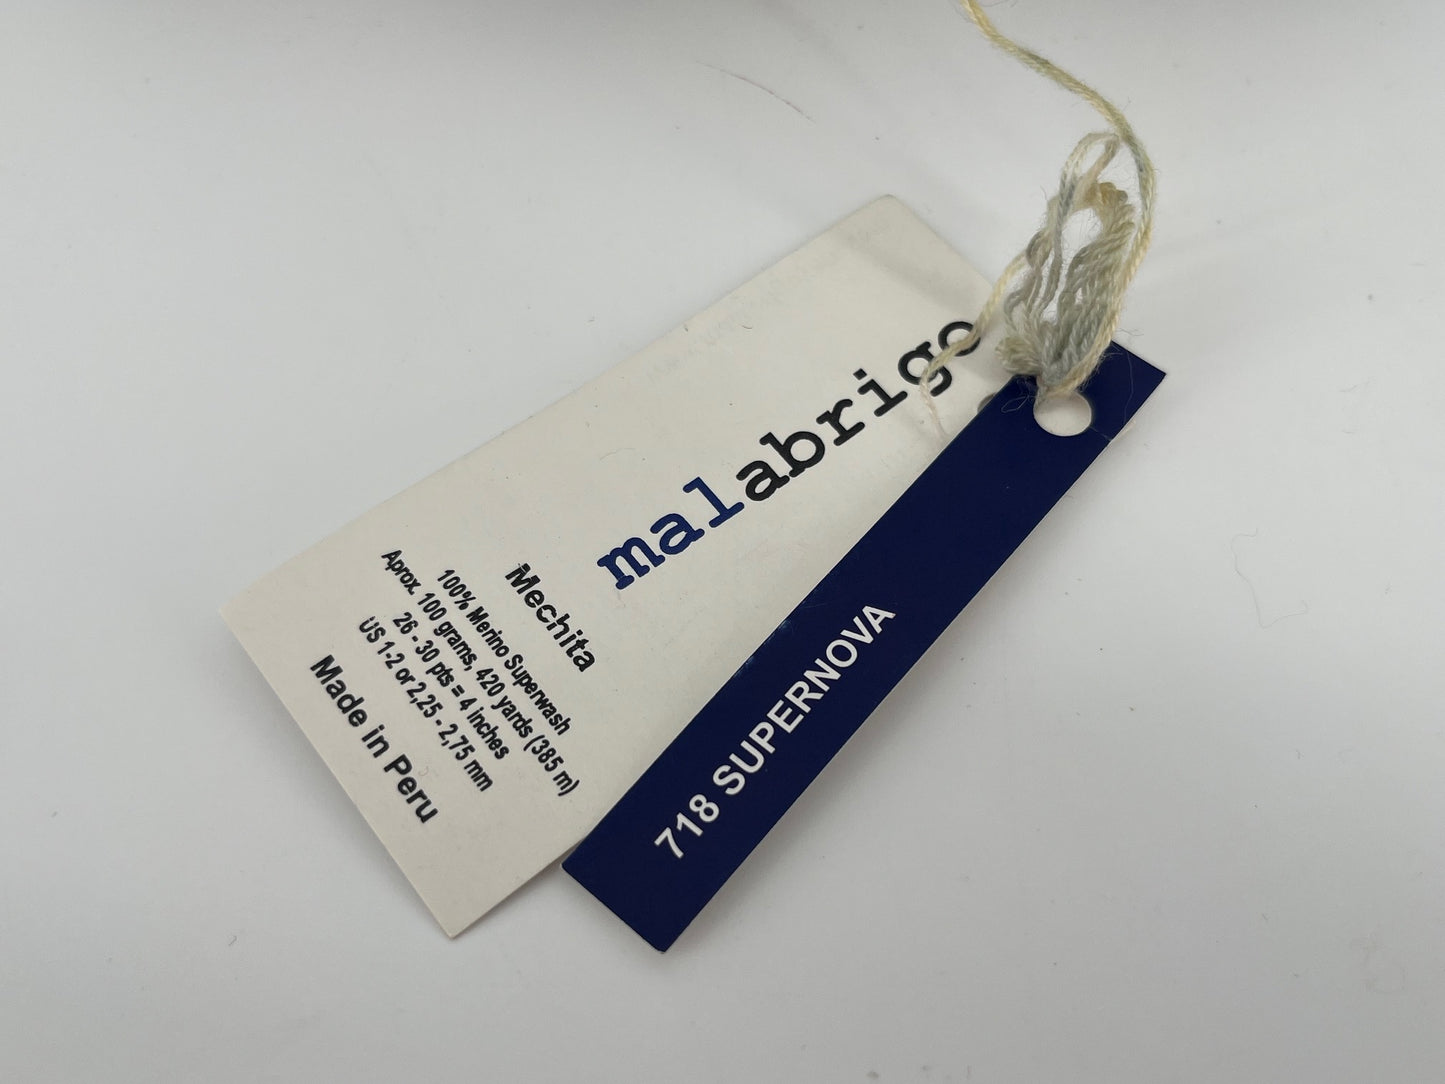 malabrigo
Mechita
100% Merino Superwash
Aprox. 100 grams, 420 yards (385 m)
26 - 30 pts = 4 inches
US 1-2 or 2,25 - 2,75 mm
Made in Peru
718 SUPERNOVA